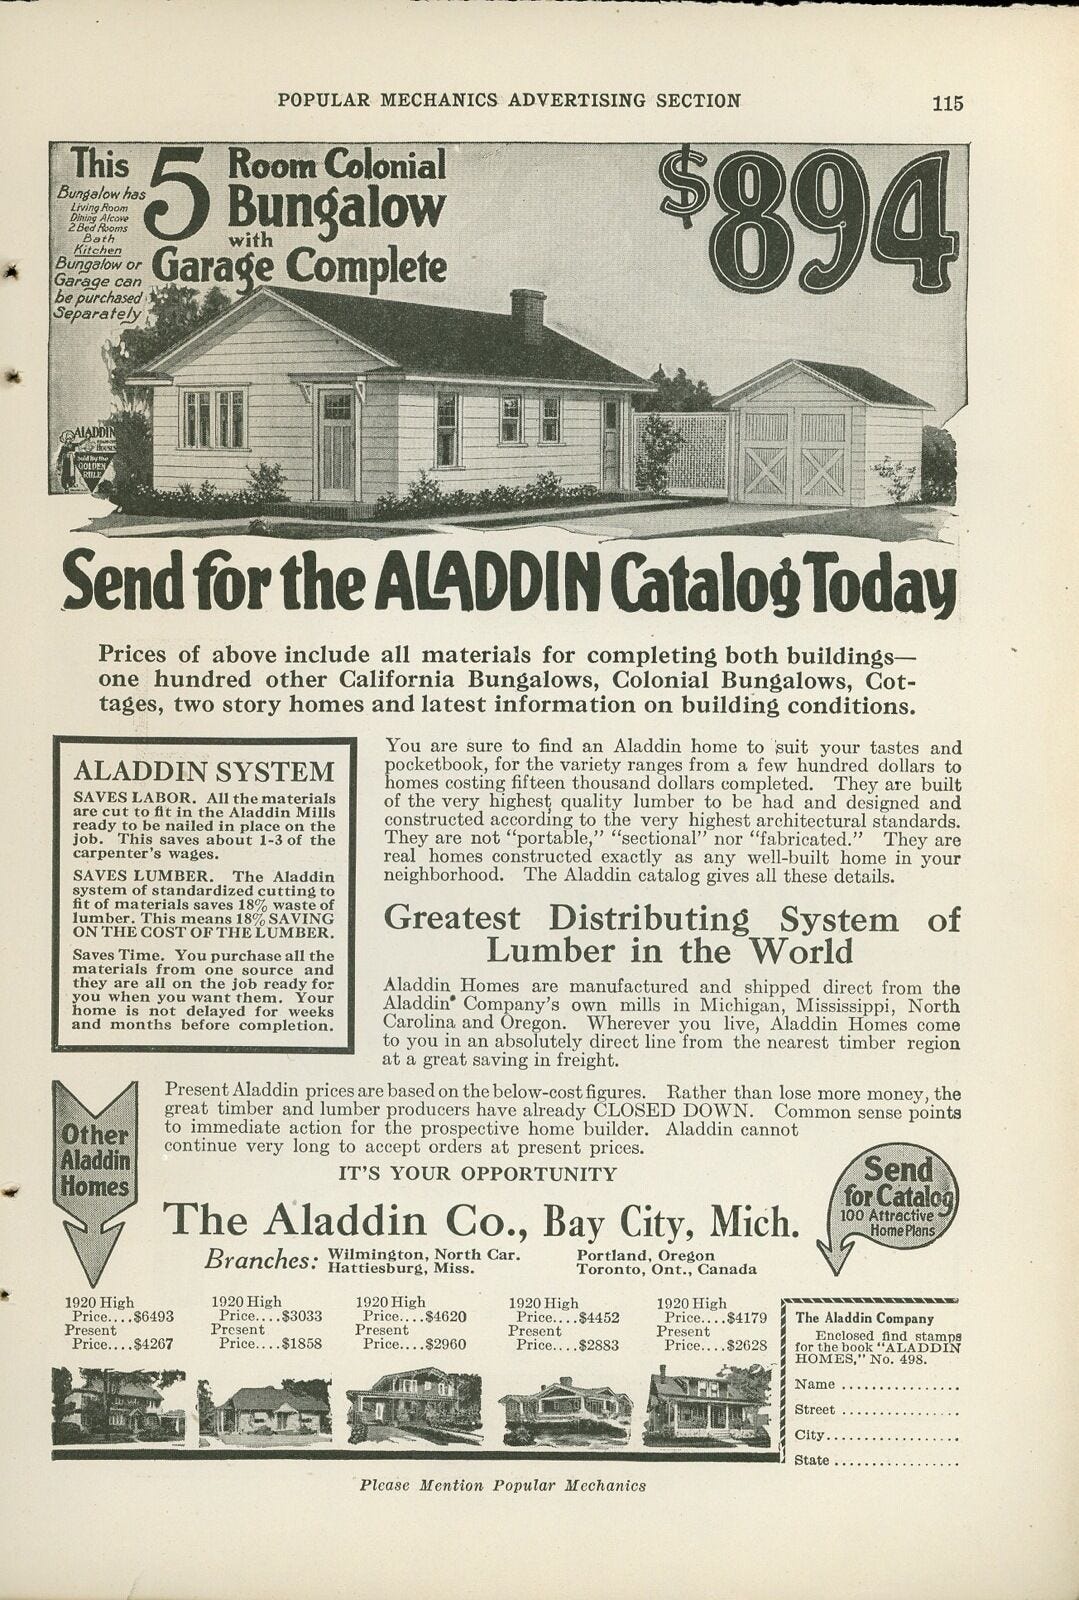 POPULAR MECHANICS ADVERTISING SECTION 115
This 5 Room Colonial
Bungalow
with
Garage Complete
$894
Bungalow has
Living Room
Dining Alcove
2 Bed Rooms
Bath
Kitchen
Bungalow or
Garage can
be purchased
Separately
ALADDIN
HOUSES
Sold by the
GOLDEN
RULE
Send for the ALADDIN Catalog Today
Prices of above include all materials for completing both buildings—
one hundred other California Bungalows, Colonial Bungalows, Cot-
tages, two story homes and latest information on building conditions.
ALADDIN SYSTEM
SAVES LABOR. All the materials
are cut to fit in the Aladdin Mills
ready to be nailed in place on the
job. This saves about 1-3 of the
carpenter's wages.
SAVES LUMBER. The Aladdin
system of standardized cutting to
fit of materials saves 18% waste of
lumber. This means 18% SAVING
ON THE COST OF THE LUMBER.
Saves Time. You purchase all the
materials from one source and
they are all on the job ready for
you when you want them. Your
home is not delayed for weeks
and months before completion.
You are sure to find an Aladdin home to suit your tastes and
pocketbook, for the variety ranges from a few hundred dollars to
homes costing fifteen thousand dollars completed. They are built
of the very highest quality lumber to be had and designed and
constructed according to the very highest architectural standards.
They are not "portable," "sectional" nor "fabricated." They are
real homes constructed exactly as any well-built home in your
neighborhood. The Aladdin catalog gives all these details.
Greatest Distributing System of
Lumber in the World
Aladdin Homes are manufactured and shipped direct from the
Aladdin Company's own mills in Michigan, Mississippi, North
Carolina and Oregon. Wherever you live, Aladdin Homes come
to you in an absolutely direct line from the nearest timber region
at a great saving in freight.
Present Aladdin prices are based on the below-cost figures. Rather than lose more money, the
great timber and lumber producers have already CLOSED DOWN. Common sense points
to immediate action for the prospective home builder. Aladdin cannot
continue very long to accept orders at present prices.
IT'S YOUR OPPORTUNITY
Other
Aladdin
Homes
Send
for Catalog
100 Attractive
Home Plans
The Aladdin Co., Bay City, Mich.
Branches: Wilmington, North Car. Portland, Oregon
Hattiesburg, Miss. Toronto, Ont., Canada
1920 High
Price....$6493
Present
Price....$4267
1920 High
Price....$3033
Present
Price....$1858
1920 High
Price....$4620
Present
Price....$2960
1920 High
Price....$4452
Present
Price....$2883
1920 High
Price....$4179
Present
Price....$2628
The Aladdin Company
Enclosed find stamps
for the book "ALADDIN
HOMES," No. 498.
Name ................
Street ................
City..................
State .................
Please Mention Popular Mechanics